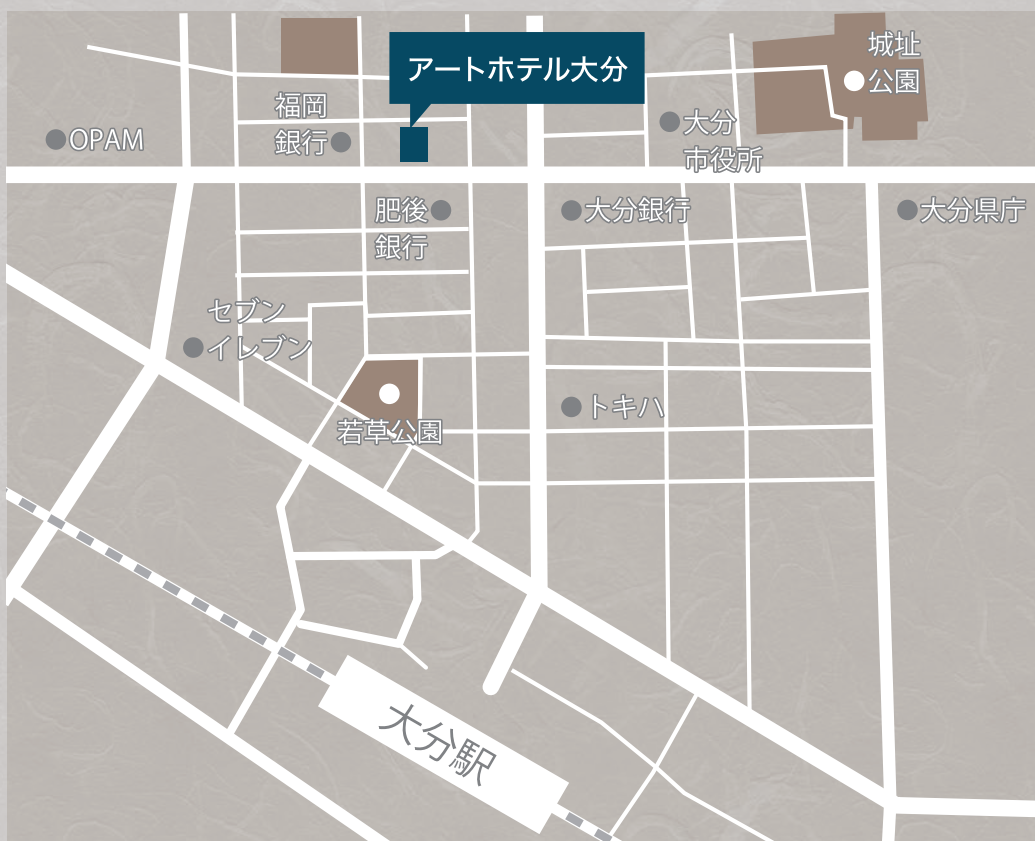 アートホテル大分
城址
公園
福岡
銀行
大分
市役所
OPAM
肥後
銀行
大分銀行
大分県庁
セブン
イレブン
トキハ
若草公園
大分駅